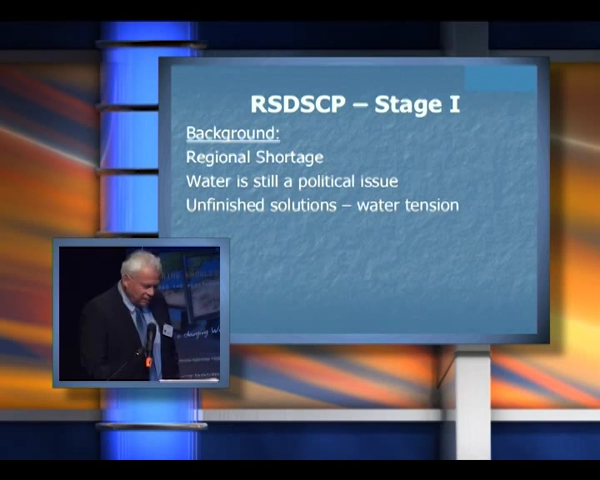 RSDSCP – Stage I
Background:
Regional Shortage
Water is still a political issue
Unfinished solutions – water tension